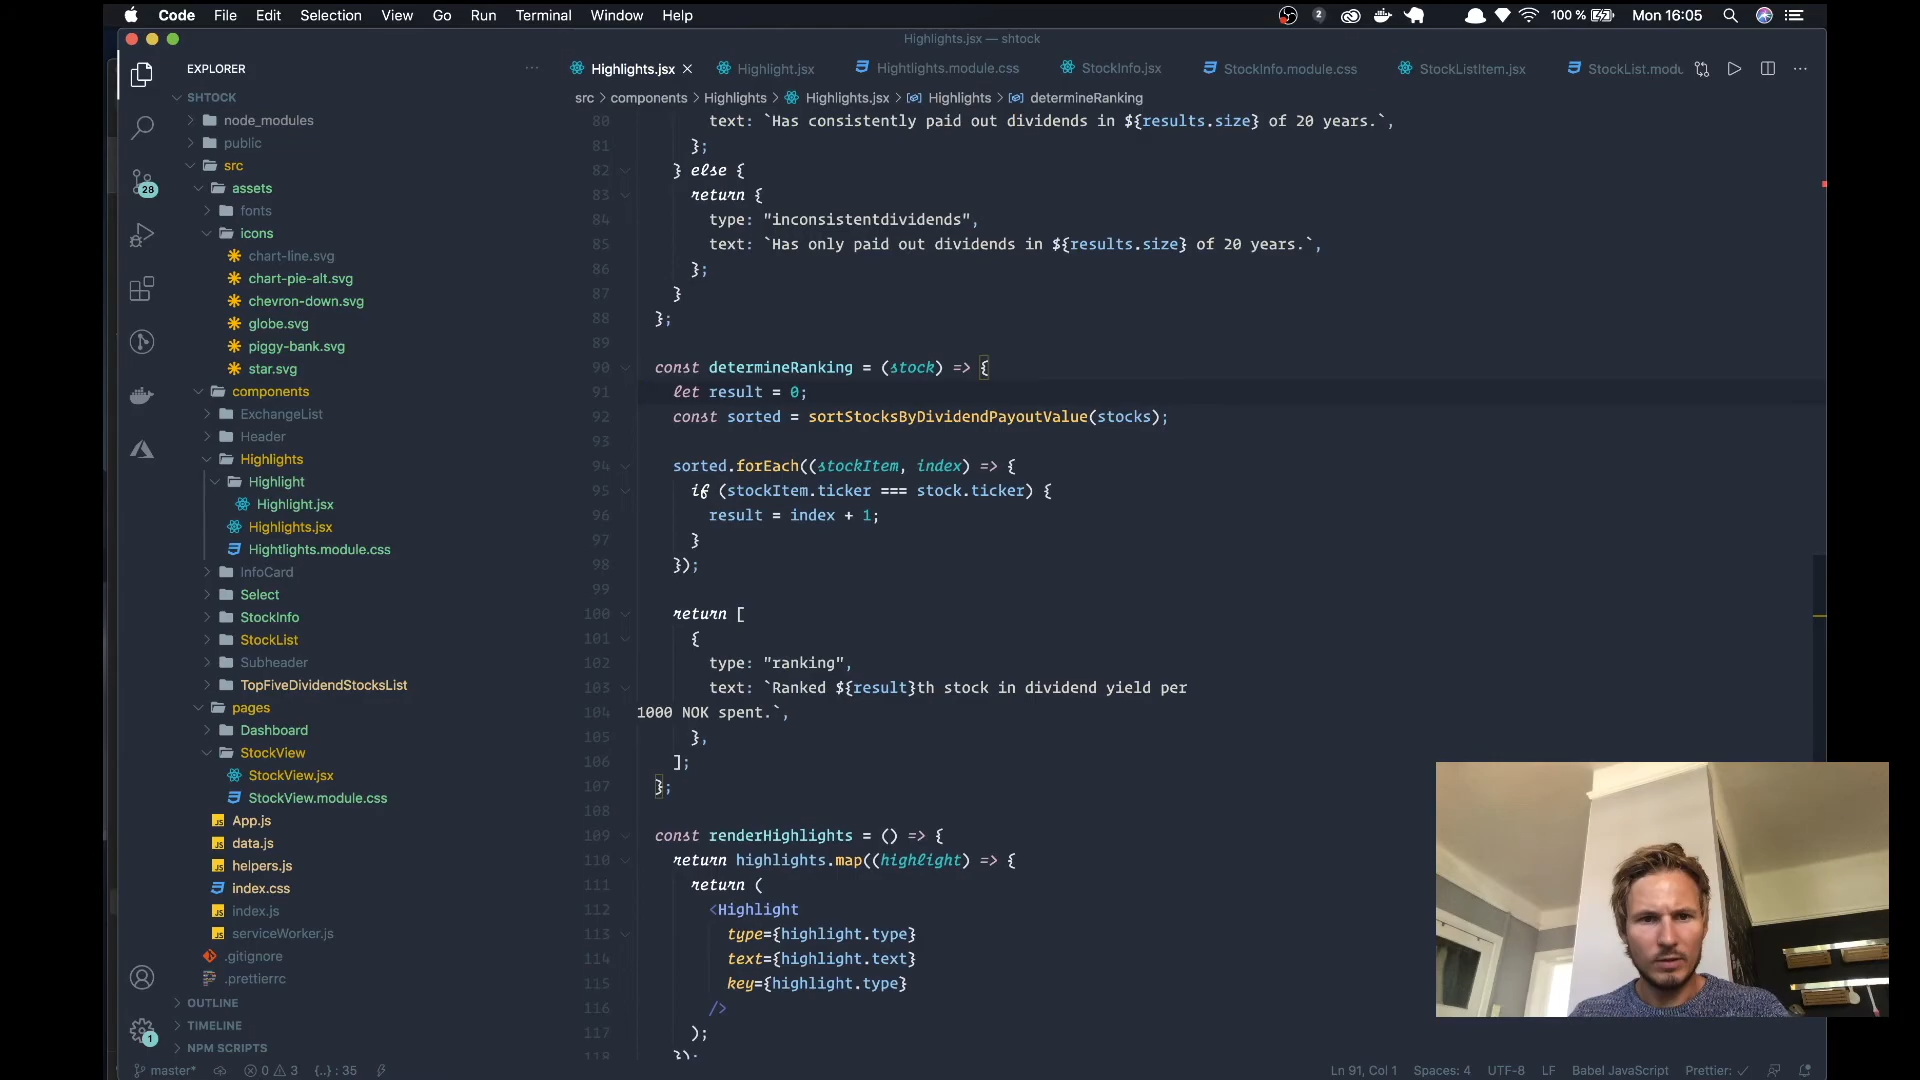 Code File Edit Selection View Go Run Terminal Window Help
2 100 % Mon 16:05
Highlights.jsx — shtock
EXPLORER
Highlights.jsx Highlight.jsx Hightlights.module.css StockInfo.jsx StockInfo.module.css StockListItem.jsx StockList.modu
src > components > Highlights > Highlights.jsx > Highlights > determineRanking
SHTOCK
node_modules
public
src
assets
fonts
icons
chart-line.svg
chart-pie-alt.svg
chevron-down.svg
globe.svg
piggy-bank.svg
star.svg
components
ExchangeList
Header
Highlights
Highlight
Highlight.jsx
Highlights.jsx
Hightlights.module.css
InfoCard
Select
StockInfo
StockList
Subheader
TopFiveDividendStocksList
pages
Dashboard
StockView
StockView.jsx
StockView.module.css
App.js
data.js
helpers.js
index.css
index.js
serviceWorker.js
.gitignore
.prettierrc
OUTLINE
TIMELINE
NPM SCRIPTS
28
1
80 text: `Has consistently paid out dividends in ${results.size} of 20 years.`,
81 };
82 } else {
83 return {
84 type: "inconsistentdividends",
85 text: `Has only paid out dividends in ${results.size} of 20 years.`,
86 };
87 }
88 };
89
90 const determineRanking = (stock) => {
91 let result = 0;
92 const sorted = sortStocksByDividendPayoutValue(stocks);
93
94 sorted.forEach((stockItem, index) => {
95 if (stockItem.ticker === stock.ticker) {
96 result = index + 1;
97 }
98 });
99
100 return [
101 {
102 type: "ranking",
103 text: `Ranked ${result}th stock in dividend yield per
104 1000 NOK spent.`,
105 },
106 ];
107 };
108
109 const renderHighlights = () => {
110 return highlights.map((highlight) => {
111 return (
112 <Highlight
113 type={highlight.type}
114 text={highlight.text}
115 key={highlight.type}
116 />
117 );
118 });
master* 0 3 {..} : 35 Ln 91, Col 1 Spaces: 4 UTF-8 LF Babel JavaScript Prettier: ✓